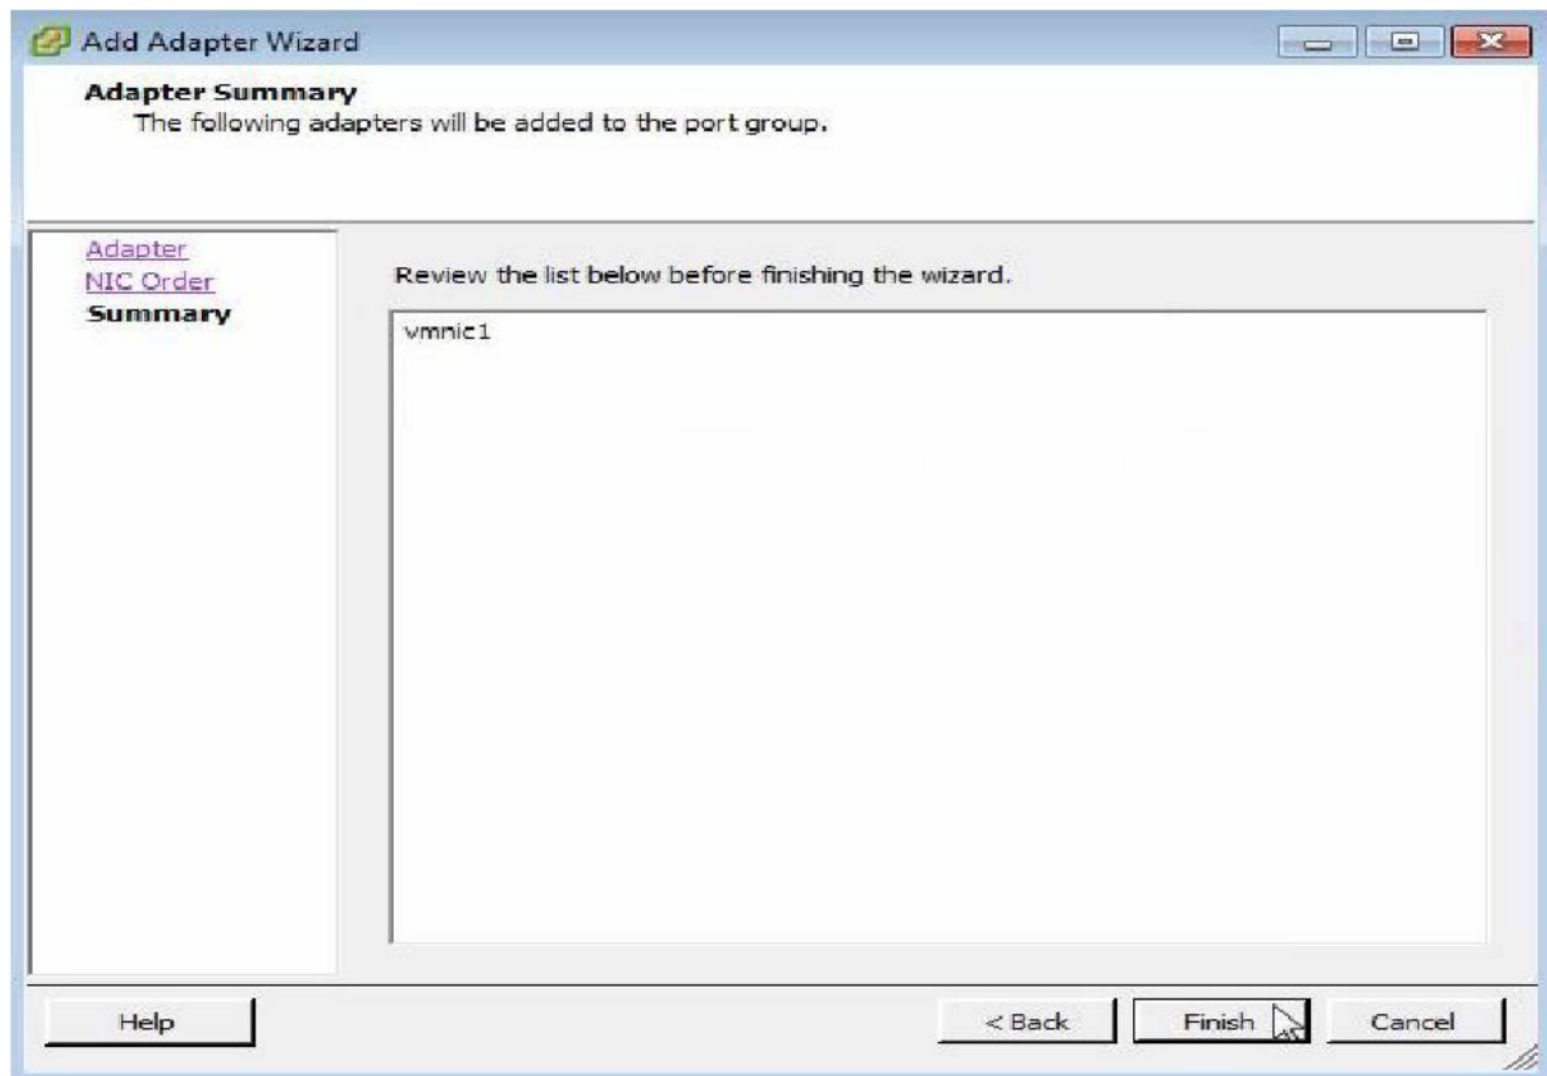 Add Adapter Wizard
Adapter Summary
The following adapters will be added to the port group.
Adapter
NIC Order
Summary
Review the list below before finishing the wizard.
vmnic1
Help
< Back
Finish
Cancel